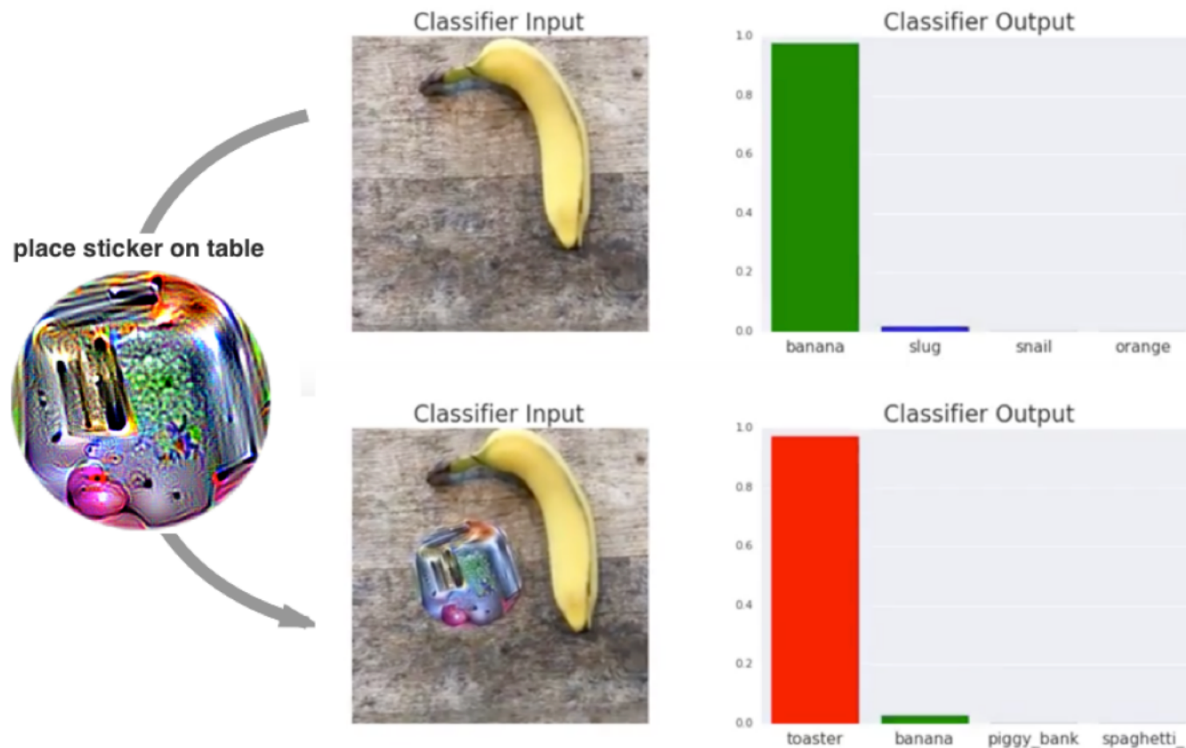 Classifier Input
Classifier Output
1.0
0.8
0.6
0.4
0.2
0.0
banana slug snail orange
place sticker on table
Classifier Input
Classifier Output
1.0
0.8
0.6
0.4
0.2
0.0
toaster banana piggy_bank spaghetti_